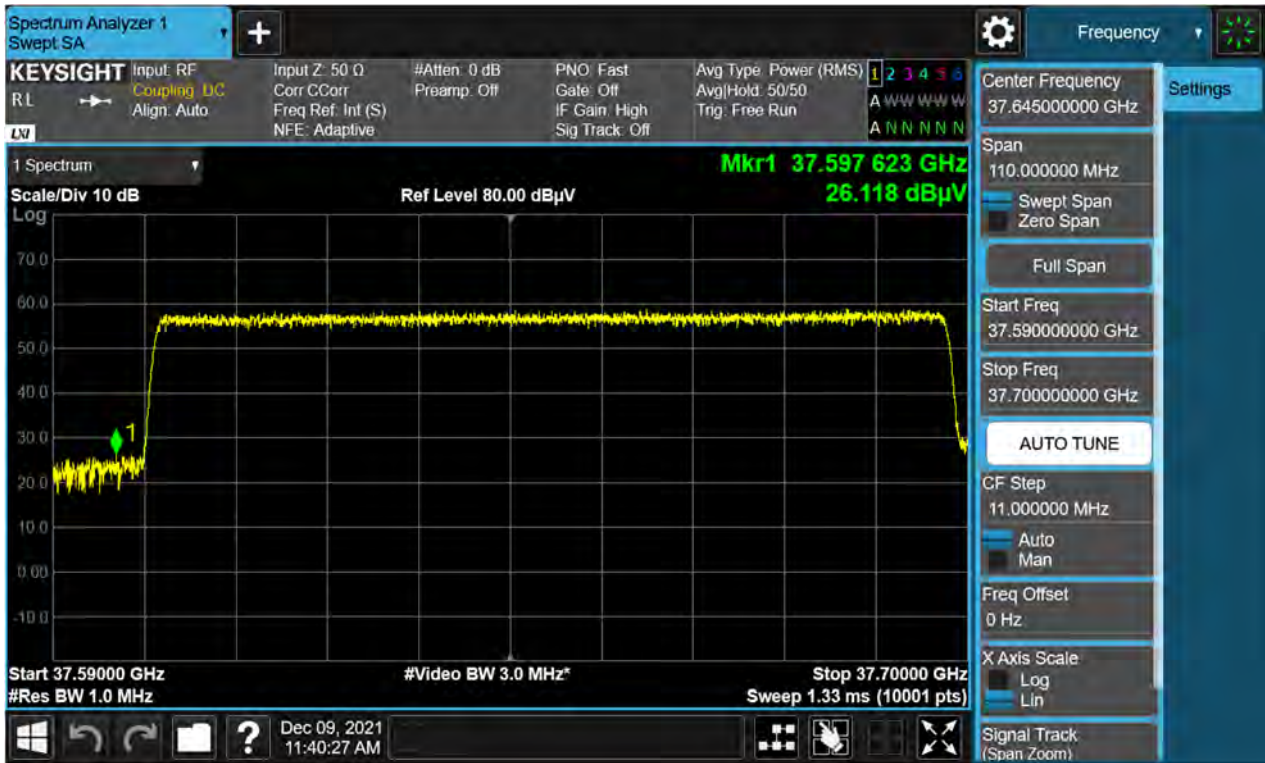 Spectrum Analyzer 1
Swept SA
+
Frequency
KEYSIGHT
RL
LXI
Input: RF
Coupling: DC
Align: Auto
Input Z: 50 Ω
Corr CCorr
Freq Ref: Int (S)
NFE: Adaptive
#Atten: 0 dB
Preamp: Off
PNO: Fast
Gate: Off
IF Gain: High
Sig Track: Off
Avg Type: Power (RMS)
Avg|Hold: 50/50
Trig: Free Run
1 2 3 4 5 6
A W W W W W
A N N N N N
1 Spectrum
Scale/Div 10 dB
Ref Level 80.00 dBµV
Mkr1 37.597 623 GHz
26.118 dBµV
Log
70.0
60.0
50.0
40.0
30.0
20.0
10.0
0.00
-10.0
1
Start 37.59000 GHz
#Video BW 3.0 MHz*
Stop 37.70000 GHz
#Res BW 1.0 MHz
Sweep 1.33 ms (10001 pts)
?
Dec 09, 2021
11:40:27 AM
Center Frequency
37.645000000 GHz
Span
110.000000 MHz
Swept Span
Zero Span
Full Span
Start Freq
37.590000000 GHz
Stop Freq
37.700000000 GHz
AUTO TUNE
CF Step
11.000000 MHz
Auto
Man
Freq Offset
0 Hz
X Axis Scale
Log
Lin
Signal Track
(Span Zoom)
Settings